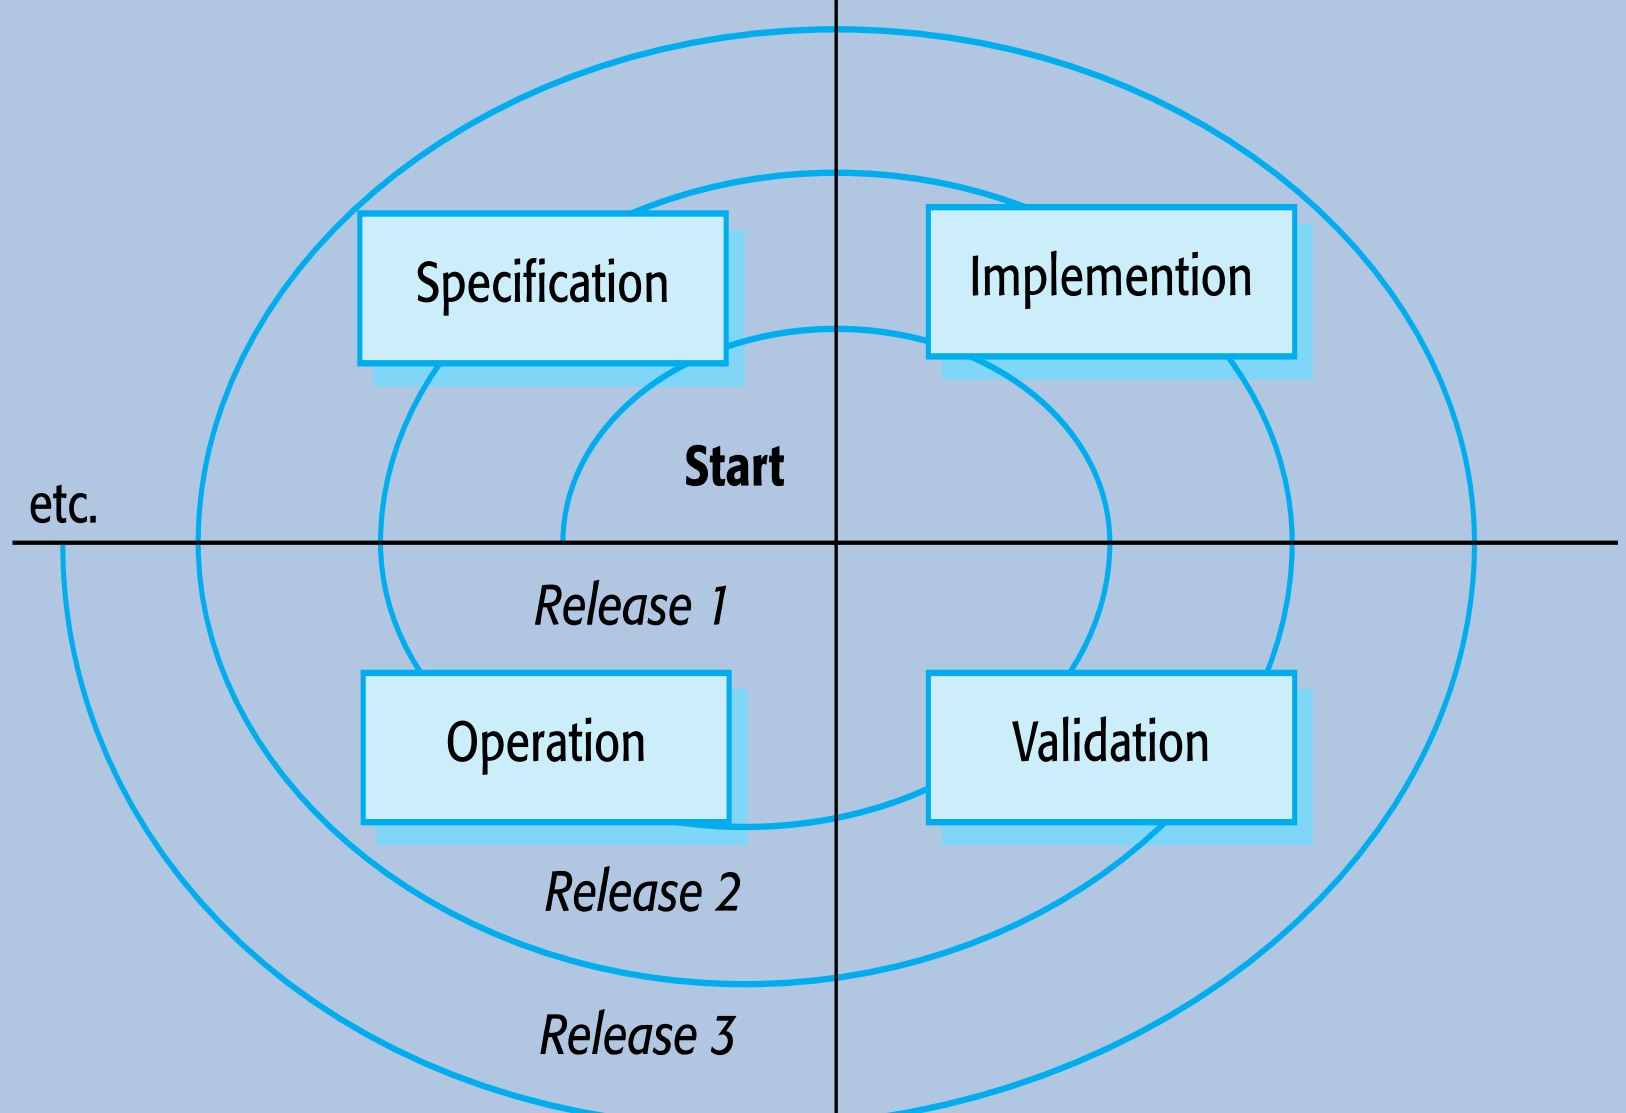 Specification
Implemention
Start
etc.
Release 1
Operation
Validation
Release 2
Release 3